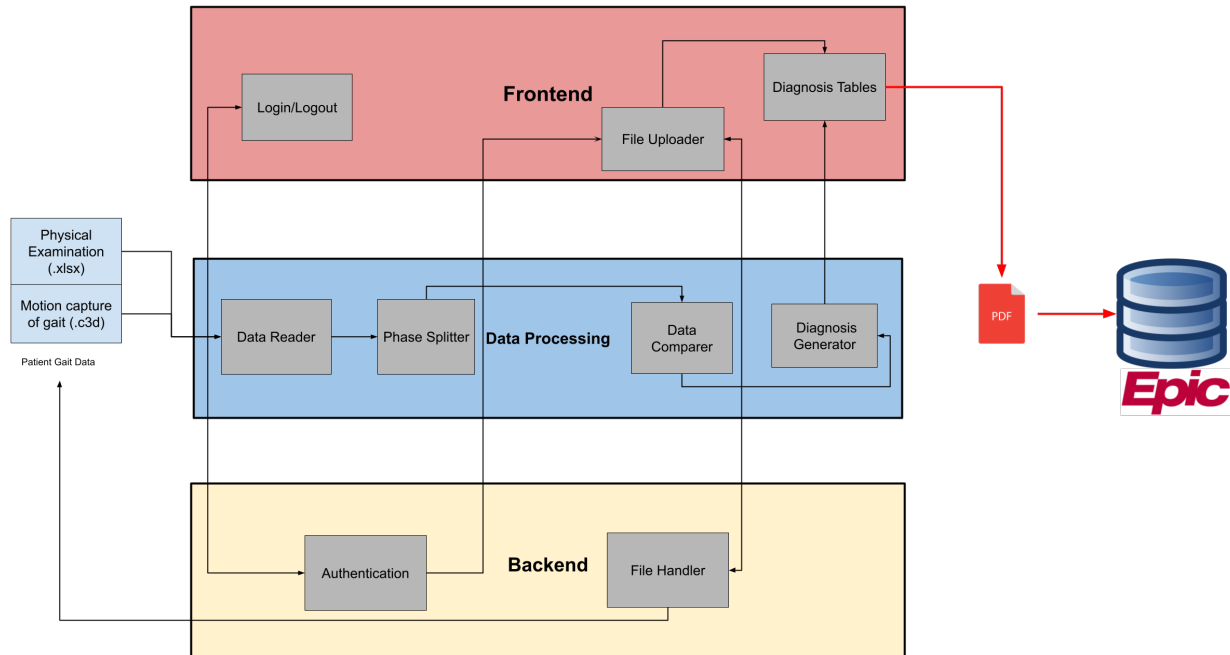 Frontend
Login/Logout
File Uploader
Diagnosis Tables
Physical
Examination
(.xlsx)
Motion capture
of gait (.c3d)
Patient Gait Data
Data Reader
Phase Splitter
Data Processing
Data
Comparer
Diagnosis
Generator
PDF
Epic
Backend
Authentication
File Handler